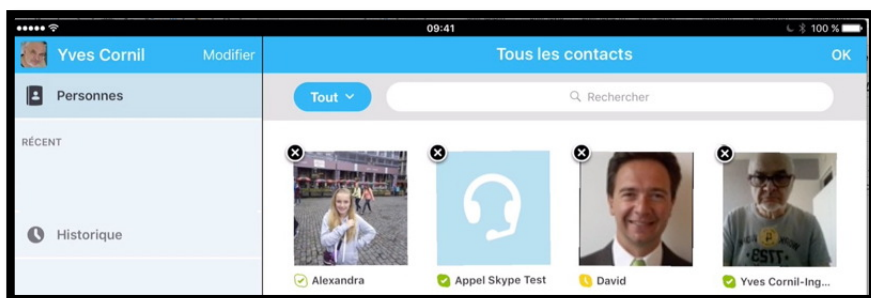 09:41
100 %
Yves Cornil
Modifier
Tous les contacts
OK
Personnes
Tout
Rechercher
RÉCENT
Historique
Alexandra
Appel Skype Test
David
Yves Cornil-Ing...
ESTT